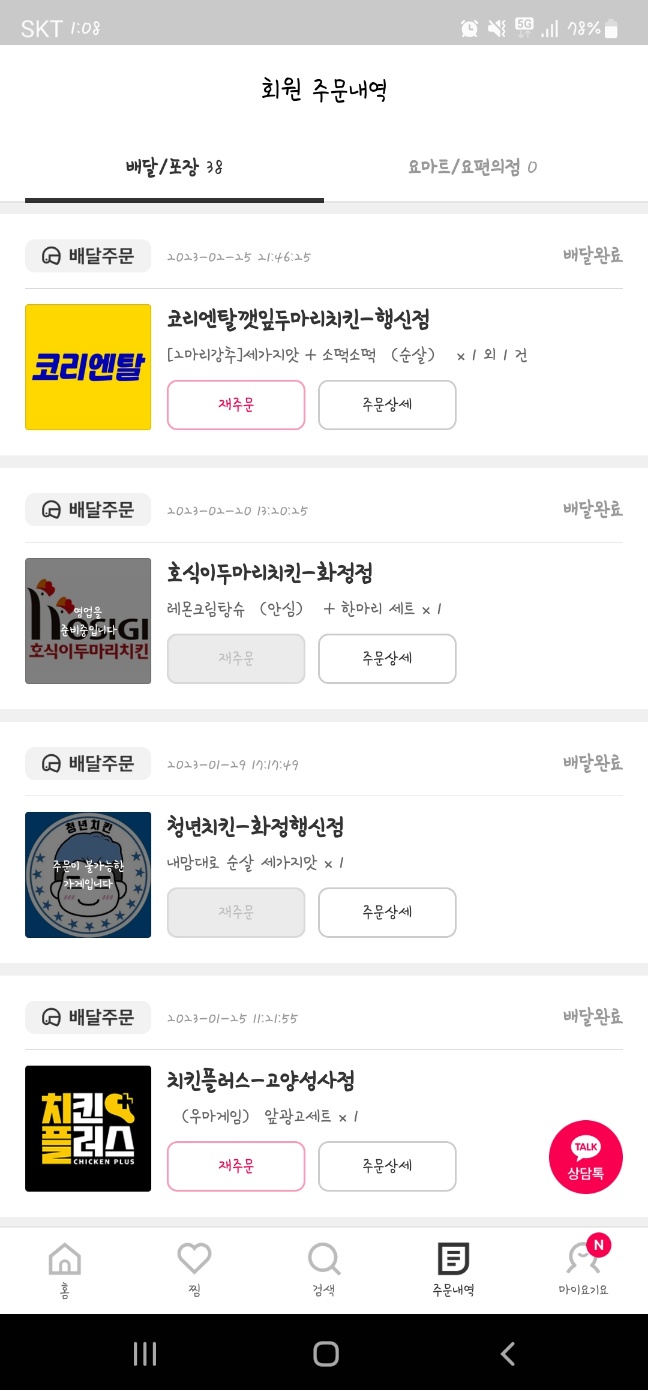 SKT 1:08 5G 78%
회원 주문내역
배달/포장 38 요마트/요편의점 0
배달주문 2023-02-25 21:46:25 배달완료
코리엔탈
코리엔탈깻잎두마리치킨-행신점
[2마리강추]세가지맛 + 소떡소떡 (순살) x 1 외 1 건
재주문 주문상세
배달주문 2023-02-20 13:20:25 배달완료
영업을
준비중입니다
HOSIGI
호식이두마리치킨
호식이두마리치킨-화정점
레몬크림탕슈 (안심) + 한마리 세트 x 1
재주문 주문상세
배달주문 2023-01-29 17:17:49 배달완료
청년치킨
주문이 불가능한
가게입니다
청년치킨-화정행신점
내맘대로 순살 세가지맛 x 1
재주문 주문상세
배달주문 2023-01-25 11:21:55 배달완료
치킨
플러스
CHICKEN PLUS
치킨플러스-고양성사점
(우마게임) 앞광고세트 x 1
재주문 주문상세
TALK
상담톡
N
홈 찜 검색 주문내역 마이요기요